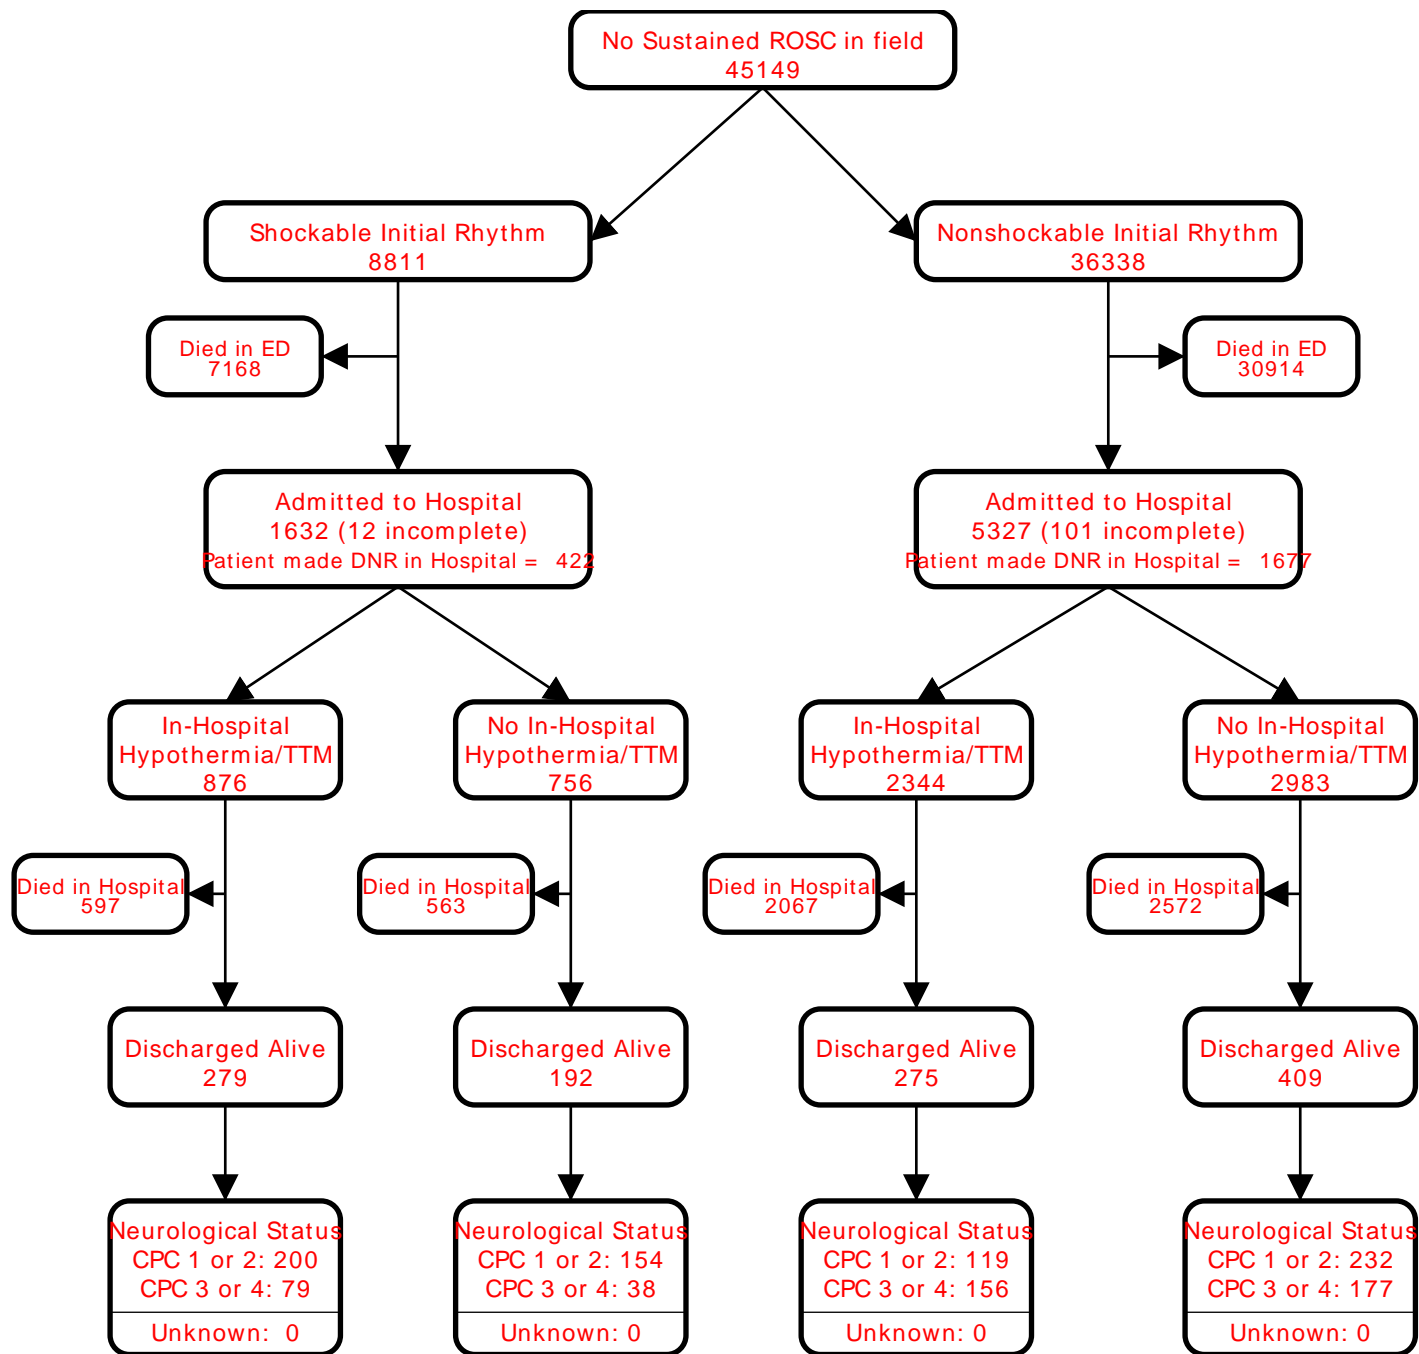 No Sustained ROSC in field
45149
Shockable Initial Rhythm
8811
Nonshockable Initial Rhythm
36338
Died in ED
7168
Died in ED
30914
Admitted to Hospital
1632 (12 incomplete)
Patient made DNR in Hospital = 422
Admitted to Hospital
5327 (101 incomplete)
Patient made DNR in Hospital = 1677
In-Hospital
Hypothermia/TTM
876
No In-Hospital
Hypothermia/TTM
756
In-Hospital
Hypothermia/TTM
2344
No In-Hospital
Hypothermia/TTM
2983
Died in Hospital
597
Died in Hospital
563
Died in Hospital
2067
Died in Hospital
2572
Discharged Alive
279
Discharged Alive
192
Discharged Alive
275
Discharged Alive
409
Neurological Status
CPC 1 or 2: 200
CPC 3 or 4: 79
Unknown: 0
Neurological Status
CPC 1 or 2: 154
CPC 3 or 4: 38
Unknown: 0
Neurological Status
CPC 1 or 2: 119
CPC 3 or 4: 156
Unknown: 0
Neurological Status
CPC 1 or 2: 232
CPC 3 or 4: 177
Unknown: 0